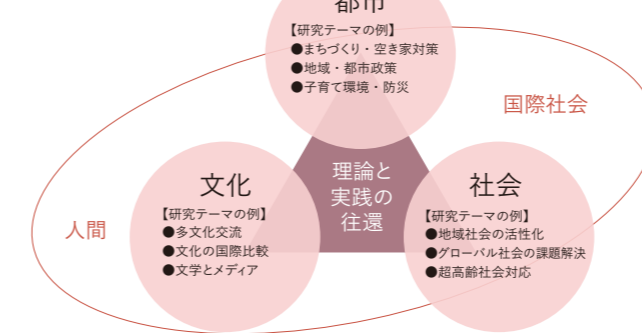 都市
【研究テーマの例】
●まちづくり・空き家対策
●地域・都市政策
●子育て環境・防災
国際社会
理論と
実践の
往還
文化
【研究テーマの例】
●多文化交流
●文化の国際比較
●文学とメディア
社会
【研究テーマの例】
●地域社会の活性化
●グローバル社会の課題解決
●超高齢社会対応
人間